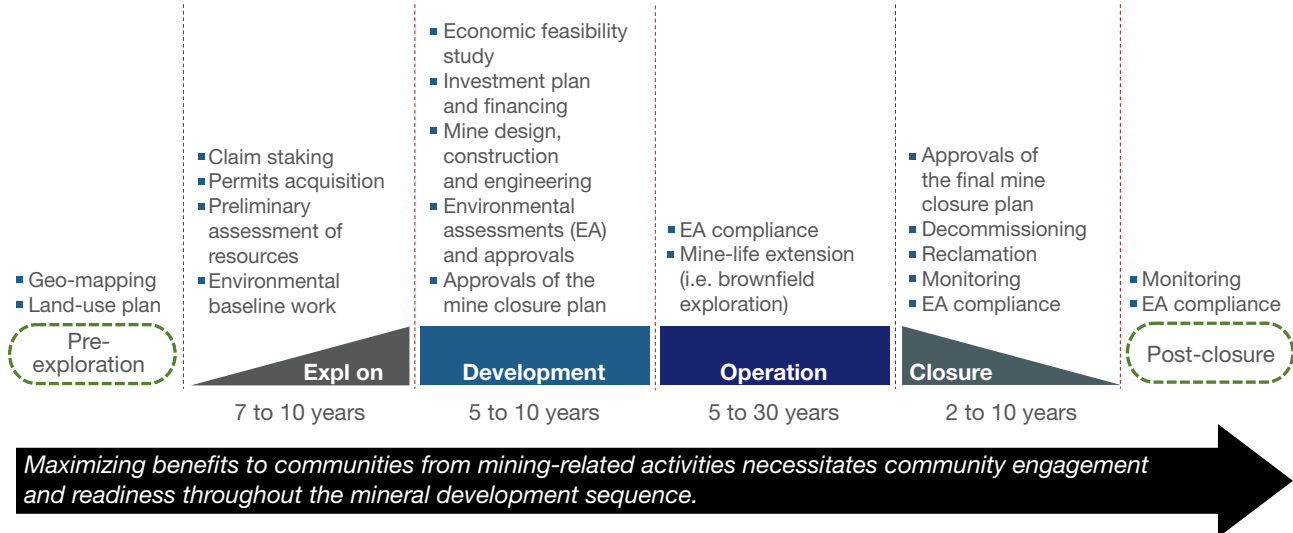 Geo-mapping
Land-use plan
Pre-
exploration
Claim staking
Permits acquisition
Preliminary
assessment of
resources
Environmental
baseline work
Expl on
7 to 10 years
Economic feasibility
study
Investment plan
and financing
Mine design,
construction
and engineering
Environmental
assessments (EA)
and approvals
Approvals of the
mine closure plan
Development
5 to 10 years
EA compliance
Mine-life extension
(i.e. brownfield
exploration)
Operation
5 to 30 years
Approvals of
the final mine
closure plan
Decommissioning
Reclamation
Monitoring
EA compliance
Closure
2 to 10 years
Monitoring
EA compliance
Post-closure
Maximizing benefits to communities from mining-related activities necessitates community engagement
and readiness throughout the mineral development sequence.